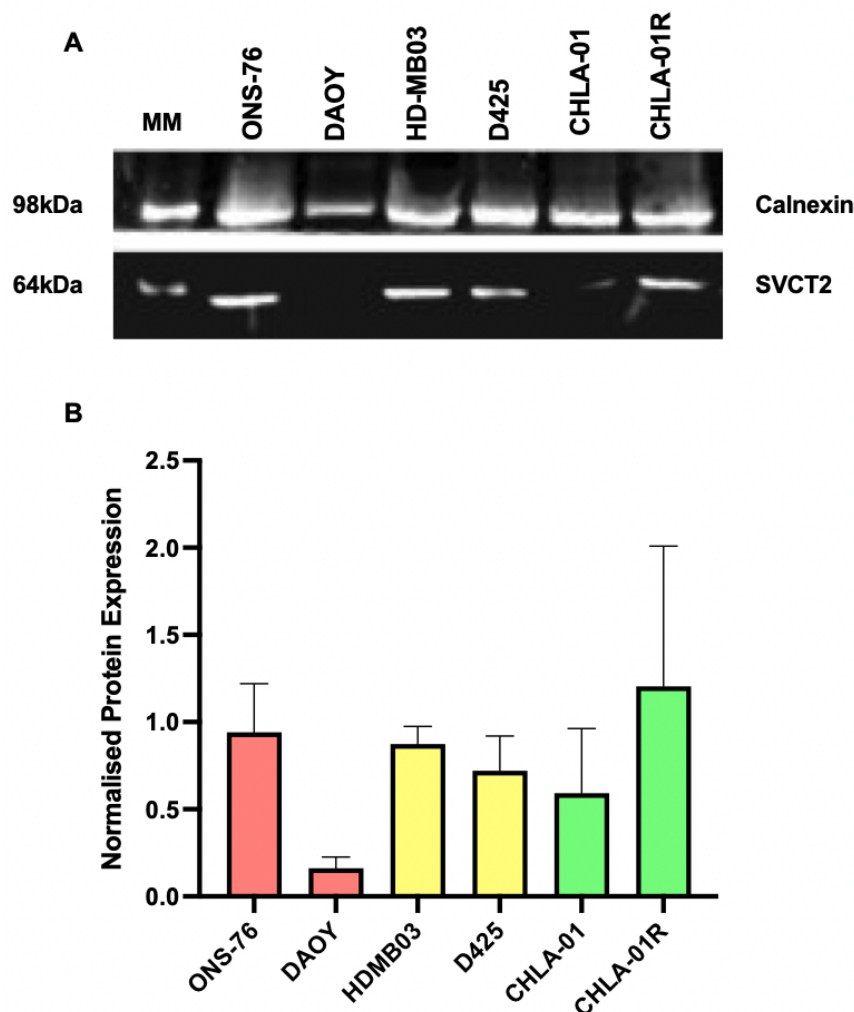 A
MM
ONS-76
DAOY
HD-MB03
D425
CHLA-01
CHLA-01R
98kDa
Calnexin
64kDa
SVCT2
B
Normalised Protein Expression
2.5
2.0
1.5
1.0
0.5
0.0
ONS-76
DAOY
HDMB03
D425
CHLA-01
CHLA-01R